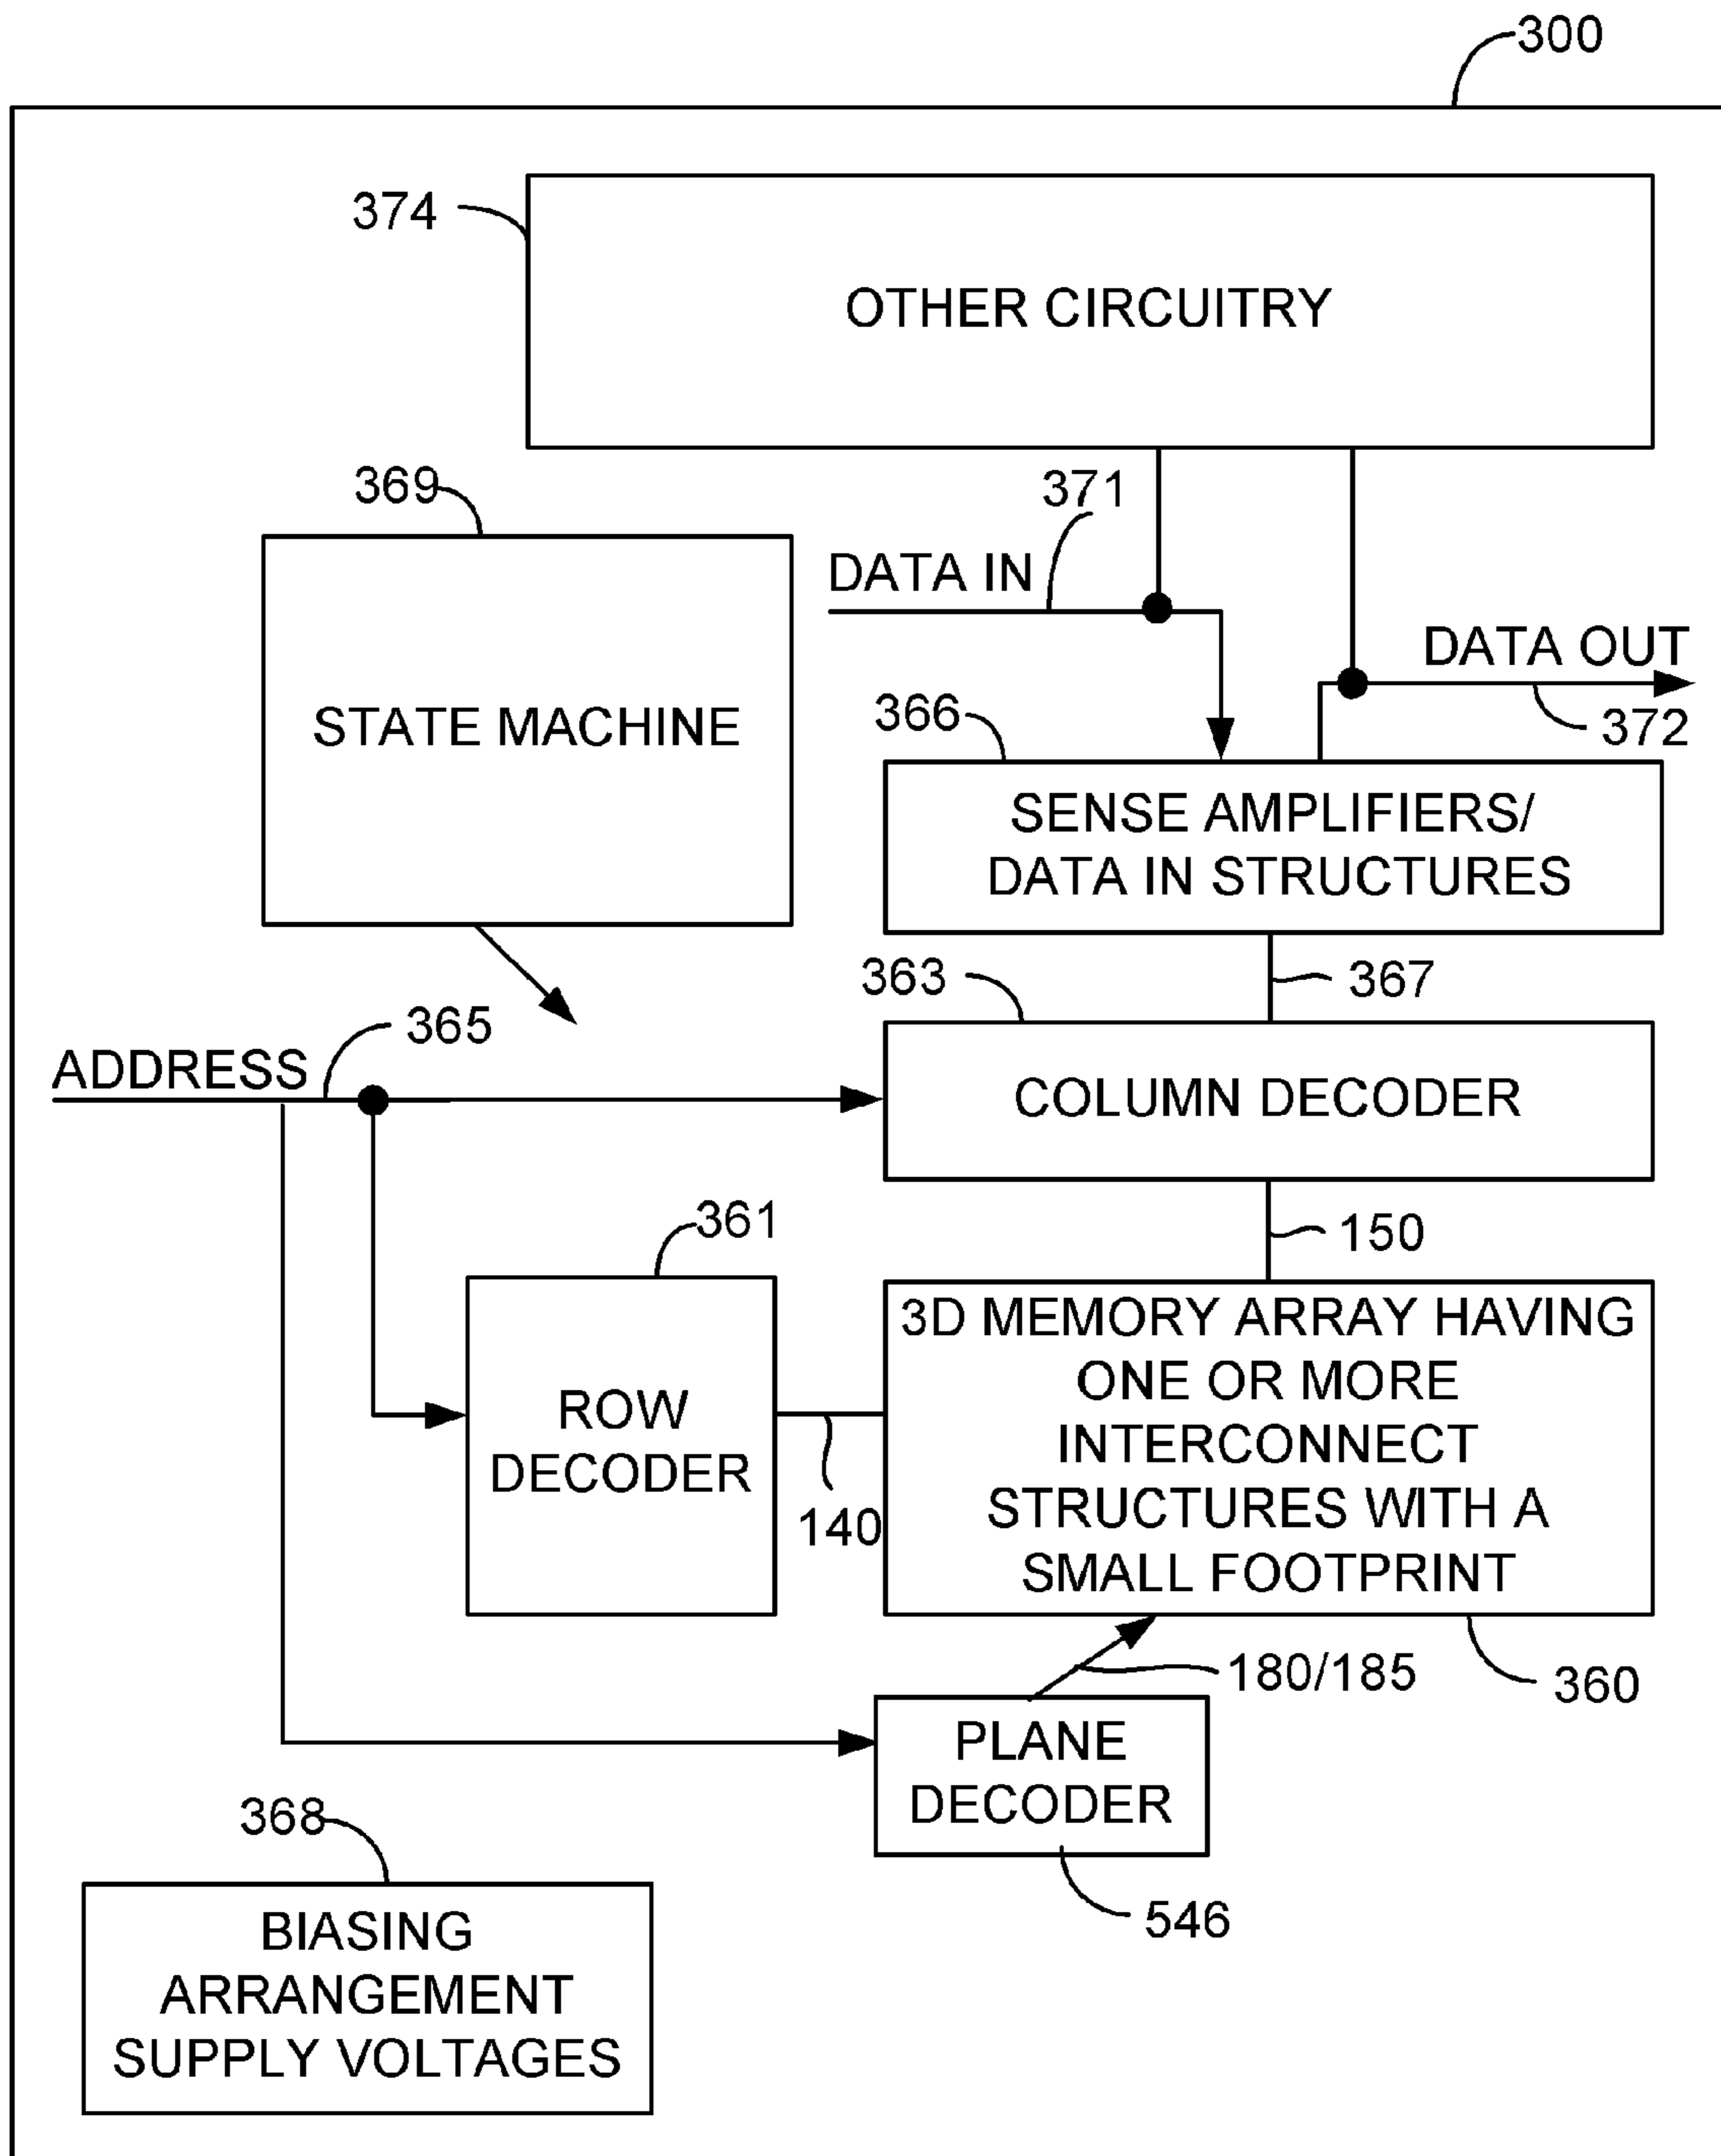 300
374
OTHER CIRCUITRY
369
371
DATA IN
DATA OUT
STATE MACHINE
366
372
SENSE AMPLIFIERS/
DATA IN STRUCTURES
363
367
365
ADDRESS
COLUMN DECODER
361
150
3D MEMORY ARRAY HAVING
ONE OR MORE
INTERCONNECT
STRUCTURES WITH A
SMALL FOOTPRINT
ROW
DECODER
140
180/185
360
PLANE
DECODER
368
546
BIASING
ARRANGEMENT
SUPPLY VOLTAGES